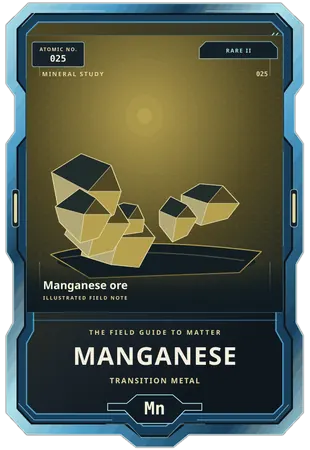 ATOMIC NO.
025
RARE II
MINERAL STUDY
025
Manganese ore
ILLUSTRATED FIELD NOTE
THE FIELD GUIDE TO MATTER
MANGANESE
TRANSITION METAL
Mn